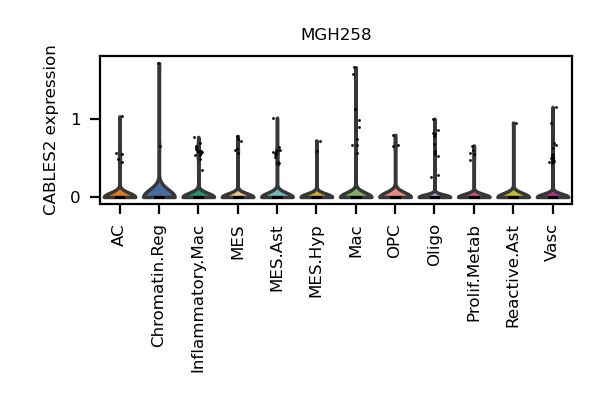 MGH258
CABLES2 expression
1
0
AC
Chromatin.Reg
Inflammatory.Mac
MES
MES.Ast
MES.Hyp
Mac
OPC
Oligo
Prolif.Metab
Reactive.Ast
Vasc